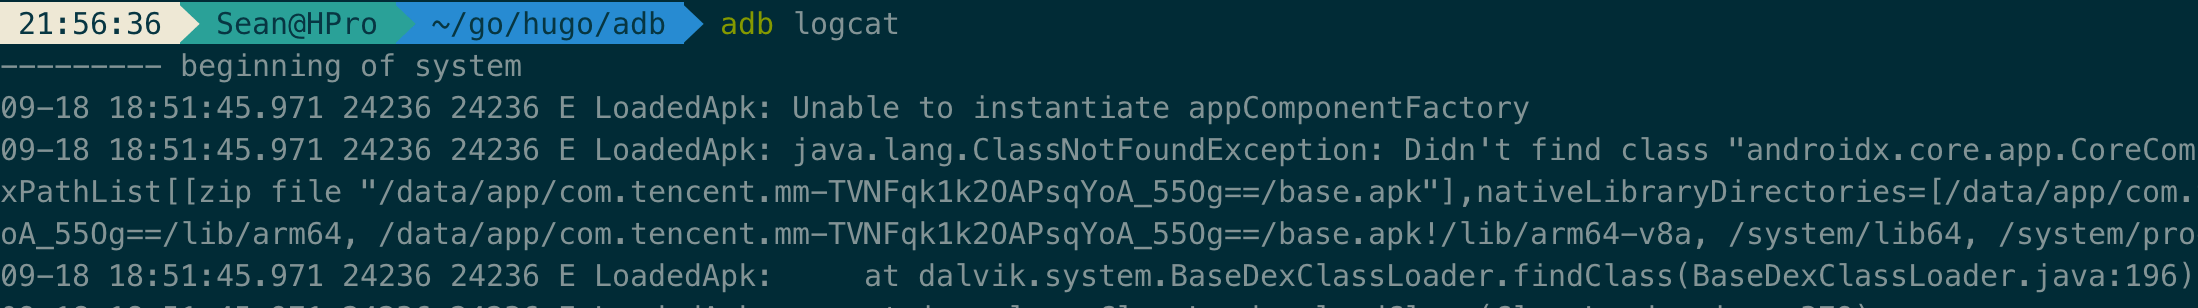 21:56:36 Sean@HPro ~/go/hugo/adb adb logcat
--------- beginning of system
09-18 18:51:45.971 24236 24236 E LoadedApk: Unable to instantiate appComponentFactory
09-18 18:51:45.971 24236 24236 E LoadedApk: java.lang.ClassNotFoundException: Didn't find class "androidx.core.app.CoreCom
xPathList[[zip file "/data/app/com.tencent.mm-TVNFqk1k2OAPsqYoA_55Og==/base.apk"],nativeLibraryDirectories=[/data/app/com.
oA_55Og==/lib/arm64, /data/app/com.tencent.mm-TVNFqk1k2OAPsqYoA_55Og==/base.apk!/lib/arm64-v8a, /system/lib64, /system/pro
09-18 18:51:45.971 24236 24236 E LoadedApk:     at dalvik.system.BaseDexClassLoader.findClass(BaseDexClassLoader.java:196)